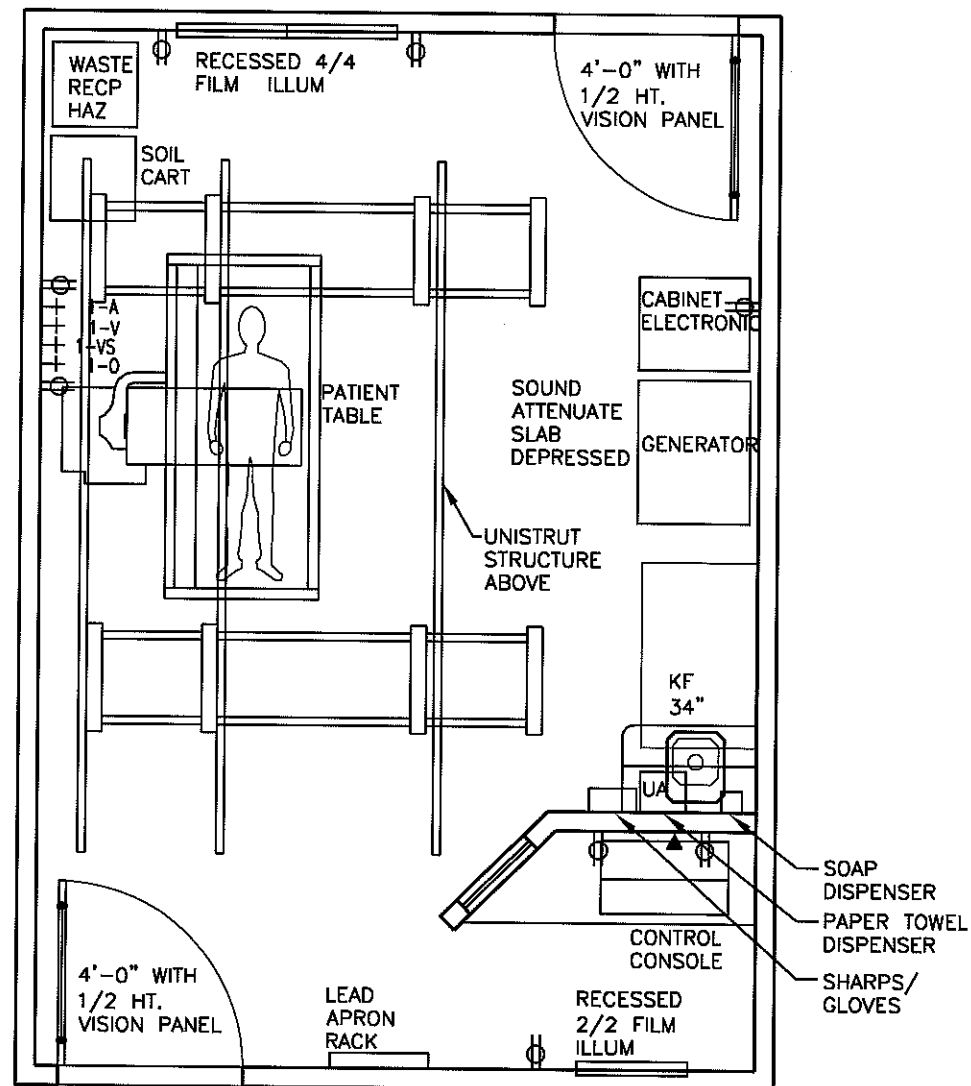 WASTE
RECP
HAZ
RECESSED 4/4
FILM ILLUM
4'-0" WITH
1/2 HT.
VISION PANEL
SOIL
CART
1-A
1-V
1-VS
1-O
PATIENT
TABLE
CABINET
ELECTRONIC
SOUND
ATTENUATE
SLAB
DEPRESSED
GENERATOR
UNISTRUT
STRUCTURE
ABOVE
KF
34"
UA
SOAP
DISPENSER
PAPER TOWEL
DISPENSER
SHARPS/
GLOVES
CONTROL
CONSOLE
4'-0" WITH
1/2 HT.
VISION PANEL
LEAD
APRON
RACK
RECESSED
2/2 FILM
ILLUM